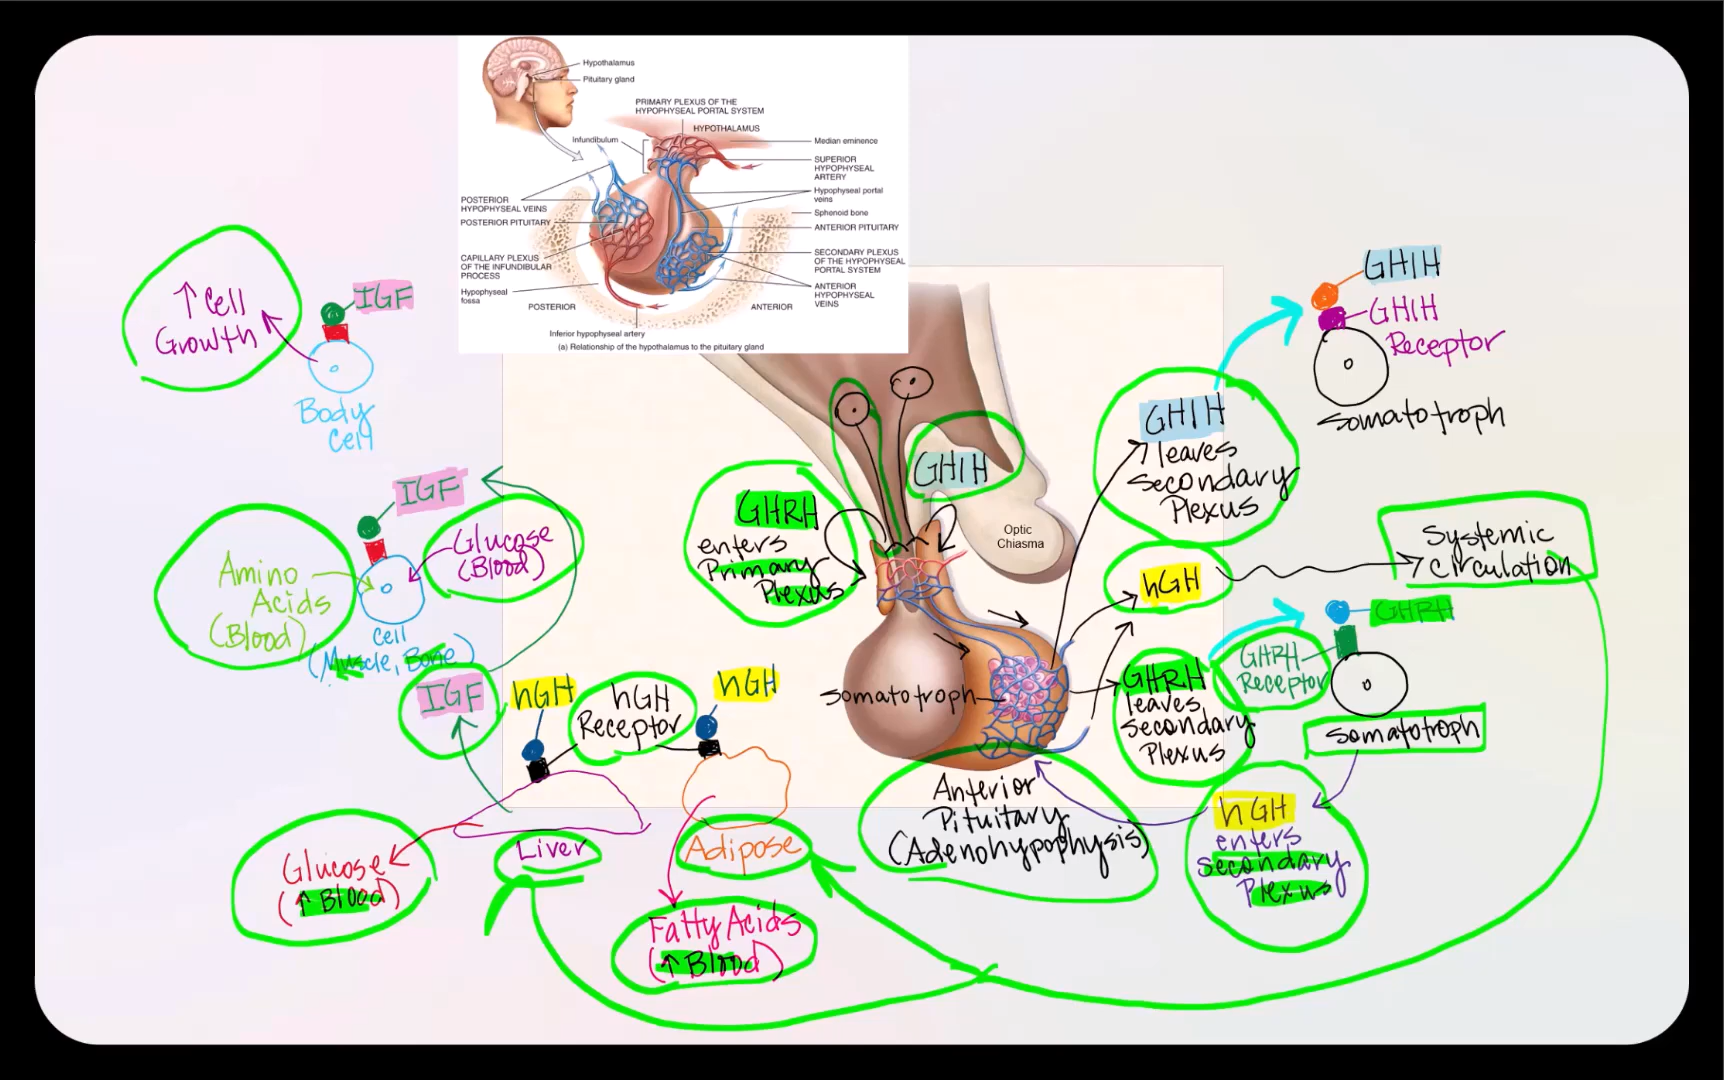 Hypothalamus
Pituitary gland
PRIMARY PLEXUS OF THE
HYPOPHYSEAL PORTAL SYSTEM
HYPOTHALAMUS
Infundibulum
Median eminence
SUPERIOR
HYPOPHYSEAL
ARTERY
Hypophyseal portal
veins
Sphenoid bone
ANTERIOR PITUITARY
SECONDARY PLEXUS
OF THE HYPOPHYSEAL
PORTAL SYSTEM
ANTERIOR
HYPOPHYSEAL
VEINS
POSTERIOR
HYPOPHYSEAL VEINS
POSTERIOR PITUITARY
CAPILLARY PLEXUS
OF THE INFUNDIBULAR
PROCESS
Hypophyseal
fossa
POSTERIOR
ANTERIOR
Inferior hypophyseal artery
(a) Relationship of the hypothalamus to the pituitary gland
↑ Cell
Growth
IGF
Body
Cell
IGF
Glucose
(Blood)
Amino
Acids
(Blood)
Cell
(Muscle, Bone)
IGF
hGH
hGH
Receptor
hGH
Liver
Adipose
Glucose
(↑ Blood)
Fatty Acids
(↑ Blood)
GHRH
enters
Primary
Plexus
GHIH
Optic
Chiasma
Somatotroph
Anterior
Pituitary
(Adenohypophysis)
GHIH
leaves
Secondary
Plexus
hGH
GHRH
leaves
Secondary
Plexus
GHIH
GHIH
Receptor
Somatotroph
Systemic
Circulation
GHRH
GHRH
Receptor
Somatotroph
hGH
enters
Secondary
Plexus